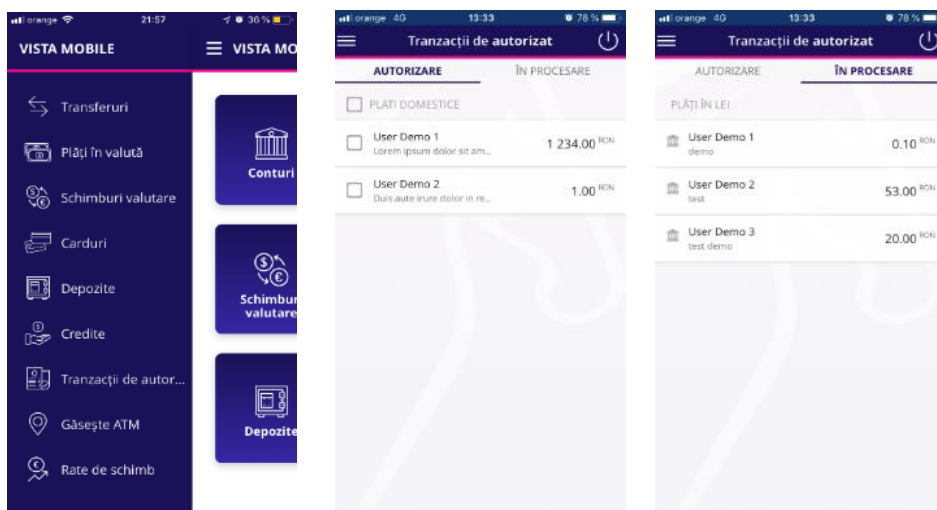 orange 21:57 36 %
VISTA MOBILE
VISTA MO
Transferuri
Plăți în valută
Schimburi valutare
Carduri
Depozite
Credite
Tranzacții de autor...
Găsește ATM
Rate de schimb
Conturi
Schimbur
valutare
Depozite
orange 4G 13:33 78 %
Tranzacții de autorizat
AUTORIZARE ÎN PROCESARE
PLATI DOMESTICE
User Demo 1
Lorem ipsum dolor sit am...
1 234.00 RON
User Demo 2
Duis aute irure dolor in re...
1.00 RON
orange 4G 13:33 78 %
Tranzacții de autorizat
AUTORIZARE ÎN PROCESARE
PLĂȚI ÎN LEI
User Demo 1
demo
0.10 RON
User Demo 2
test
53.00 RON
User Demo 3
test demo
20.00 RON